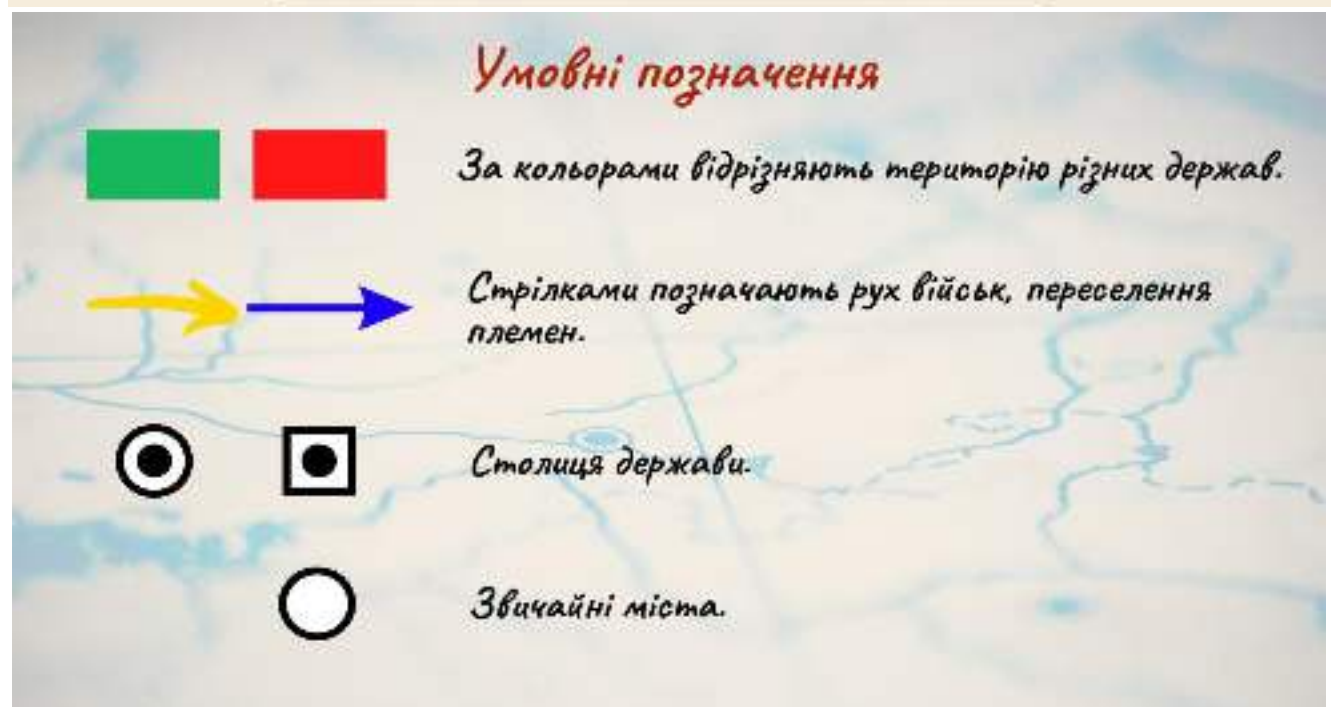 Умовні позначення
За кольорами відрізняють територію різних держав.
Стрілками позначають рух військ, переселення
племен.
Столиця держави.
Звичайні міста.